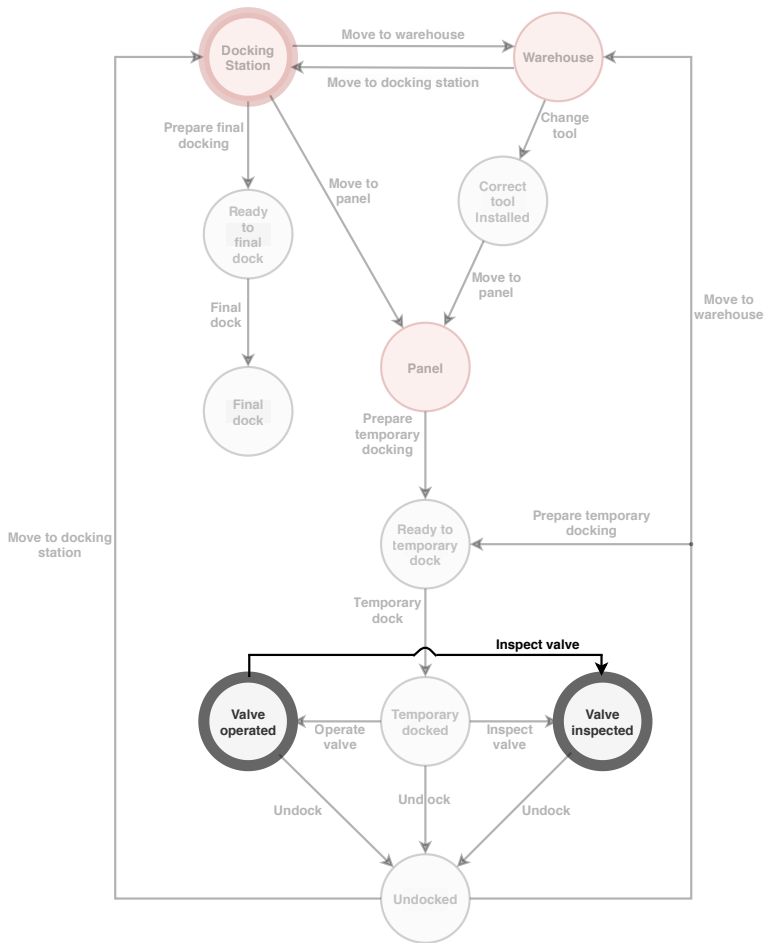 Docking
Station
Move to warehouse
Move to docking station
Warehouse
Prepare final
docking
Change
tool
Move to
panel
Ready
to
final
dock
Correct
tool
Installed
Move to
panel
Final
dock
Move to
warehouse
Panel
Final
dock
Prepare
temporary
docking
Move to docking
station
Ready to
temporary
dock
Prepare temporary
docking
Temporary
dock
Inspect valve
Valve
operated
Operate
valve
Temporary
docked
Inspect
valve
Valve
inspected
Undock
Undock
Undock
Undocked